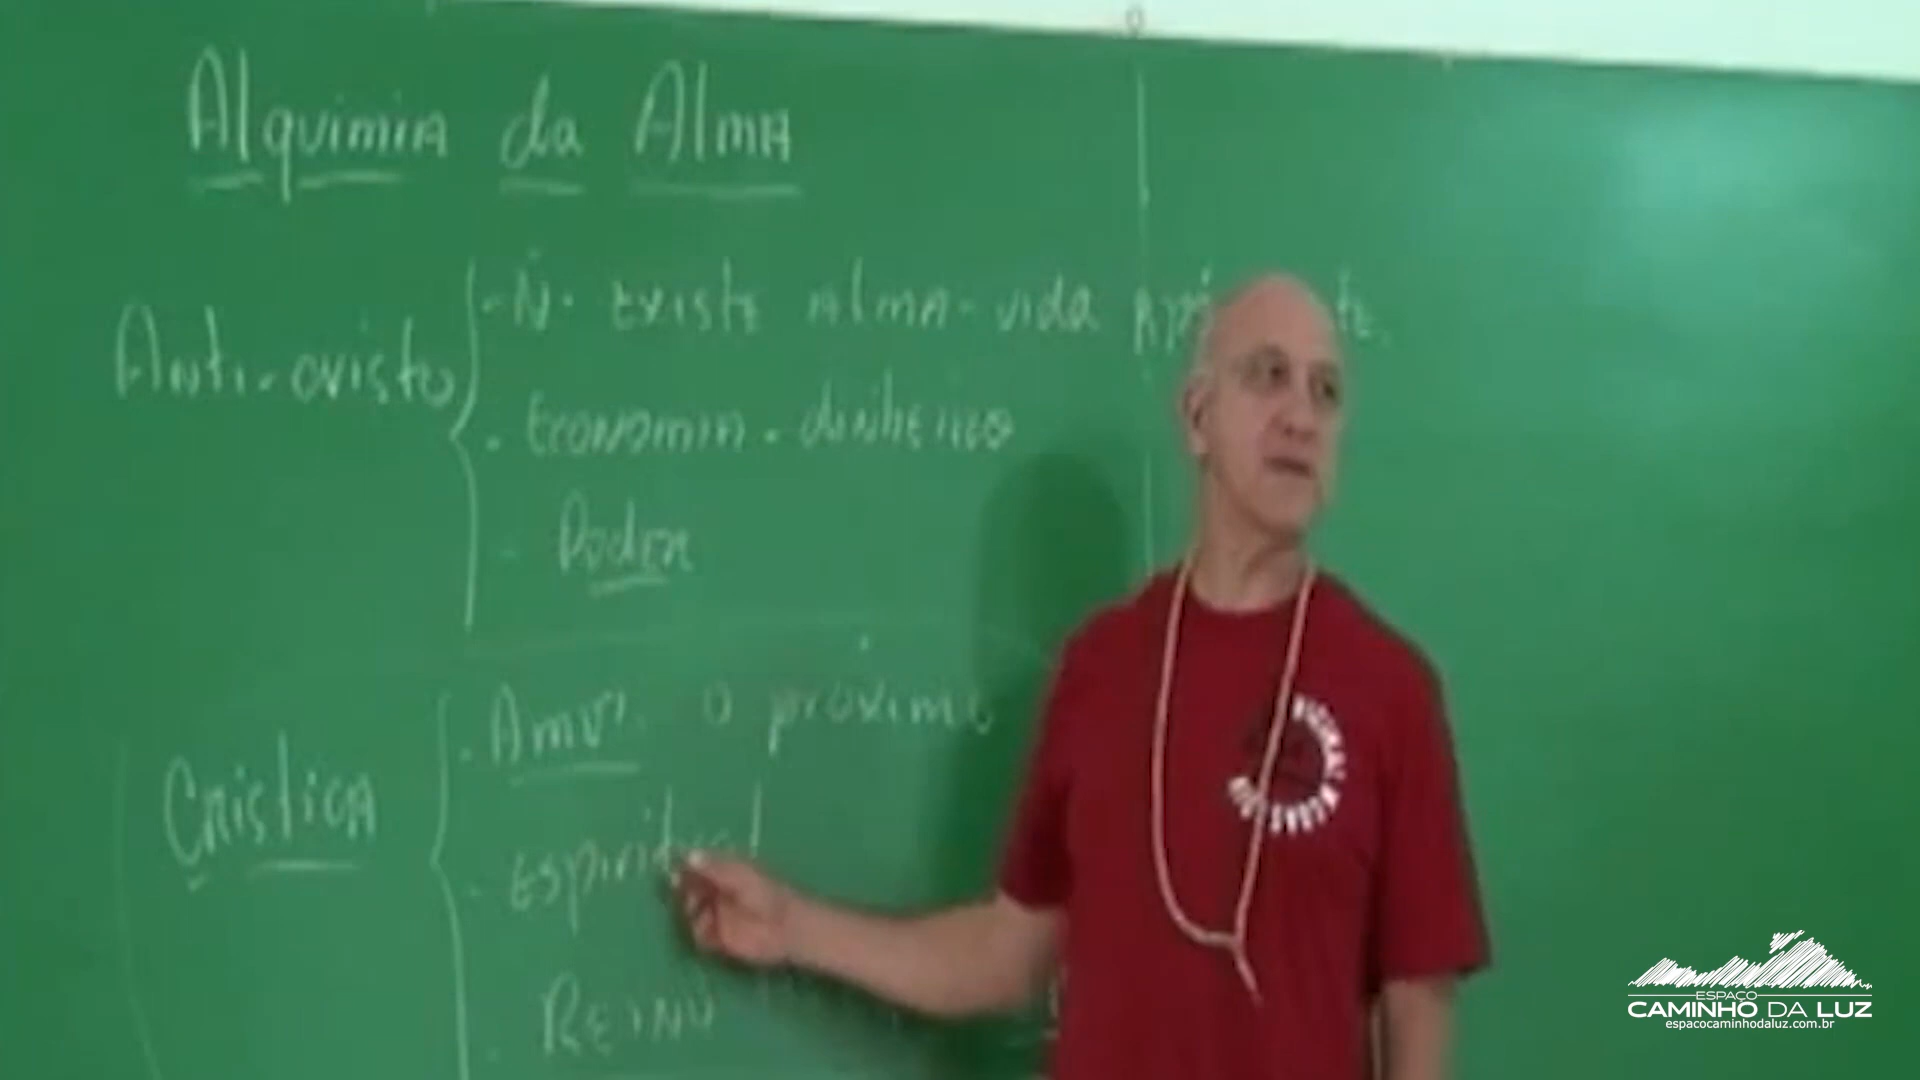 Alquimia da Alma
Anti-cristo
- Ñ. Existe Alma - vida
. Economia - dinheiro
- Poder
Cristica
. Amor o próximo
- Espiritual
. Reino
ESPAÇO
CAMINHO DA LUZ
espacocaminhodaluz.com.br